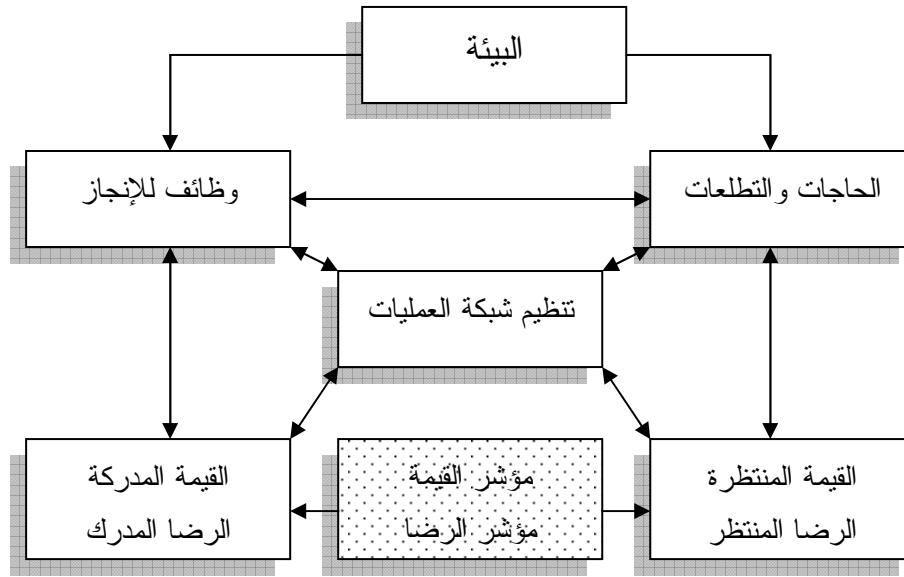 البيئة
الحاجات والتطلعات
وظائف للإنجاز
تنظيم شبكة العمليات
القيمة المنتظرة
الرضا المنتظر
مؤشر القيمة
مؤشر الرضا
القيمة المدركة
الرضا المدرك